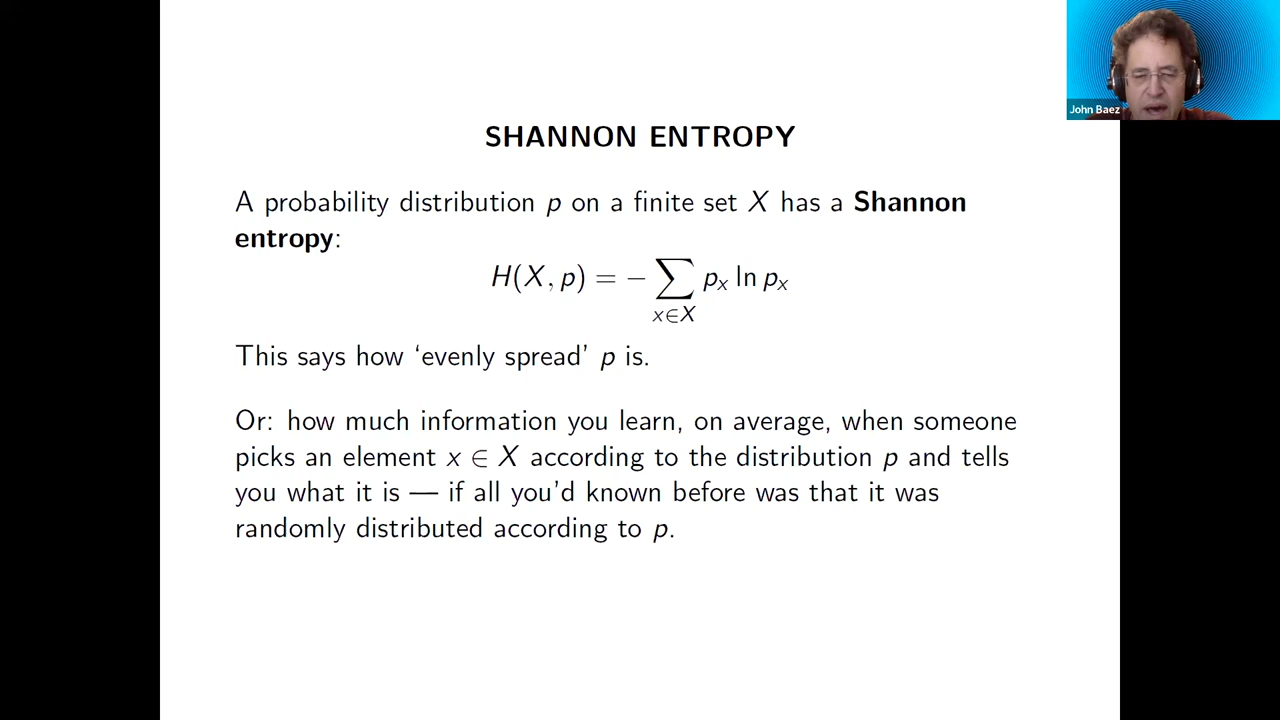 John Baez
SHANNON ENTROPY
A probability distribution p on a finite set X has a Shannon
entropy:
H(X, p) = − ∑ pₓ ln pₓ
x∈X
This says how ‘evenly spread’ p is.
Or: how much information you learn, on average, when someone
picks an element x ∈ X according to the distribution p and tells
you what it is — if all you’d known before was that it was
randomly distributed according to p.